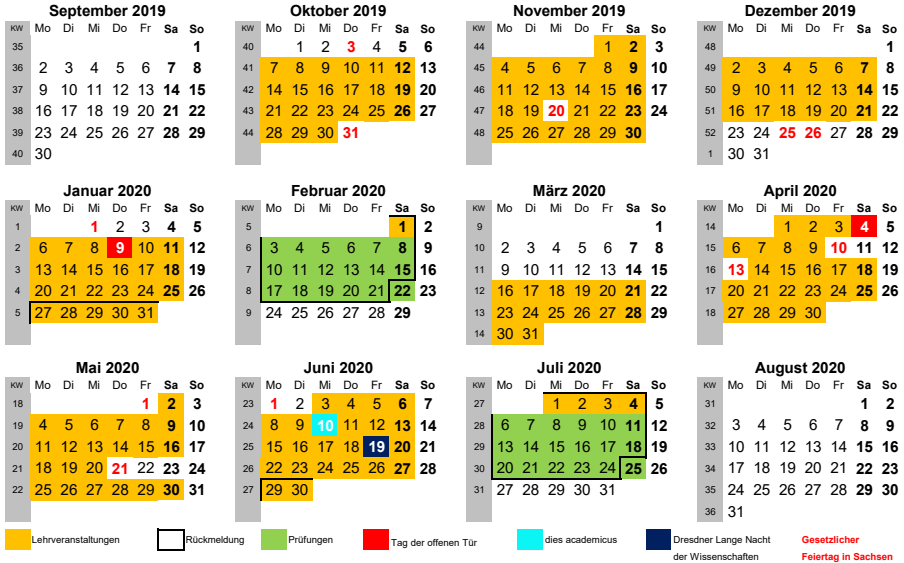 September 2019 Oktober 2019 November 2019 Dezember 2019
KW Mo Di Mi Do Fr Sa So KW Mo Di Mi Do Fr Sa So KW Mo Di Mi Do Fr Sa So KW Mo Di Mi Do Fr Sa So
35 1 40 1 2 3 4 5 6 44 1 2 3 48 1
36 2 3 4 5 6 7 8 41 7 8 9 10 11 12 13 45 4 5 6 7 8 9 10 49 2 3 4 5 6 7 8
37 9 10 11 12 13 14 15 42 14 15 16 17 18 19 20 46 11 12 13 14 15 16 17 50 9 10 11 12 13 14 15
38 16 17 18 19 20 21 22 43 21 22 23 24 25 26 27 47 18 19 20 21 22 23 24 51 16 17 18 19 20 21 22
39 23 24 25 26 27 28 29 44 28 29 30 31 48 25 26 27 28 29 30 52 23 24 25 26 27 28 29
40 30 1 30 31
Januar 2020 Februar 2020 März 2020 April 2020
KW Mo Di Mi Do Fr Sa So KW Mo Di Mi Do Fr Sa So KW Mo Di Mi Do Fr Sa So KW Mo Di Mi Do Fr Sa So
1 1 2 3 4 5 5 1 2 9 1 14 1 2 3 4 5
2 6 7 8 9 10 11 12 6 3 4 5 6 7 8 9 10 2 3 4 5 6 7 8 15 6 7 8 9 10 11 12
3 13 14 15 16 17 18 19 7 10 11 12 13 14 15 16 11 9 10 11 12 13 14 15 16 13 14 15 16 17 18 19
4 20 21 22 23 24 25 26 8 17 18 19 20 21 22 23 12 16 17 18 19 20 21 22 17 20 21 22 23 24 25 26
5 27 28 29 30 31 9 24 25 26 27 28 29 13 23 24 25 26 27 28 29 18 27 28 29 30
14 30 31
Mai 2020 Juni 2020 Juli 2020 August 2020
KW Mo Di Mi Do Fr Sa So KW Mo Di Mi Do Fr Sa So KW Mo Di Mi Do Fr Sa So KW Mo Di Mi Do Fr Sa So
18 1 2 3 23 1 2 3 4 5 6 7 27 1 2 3 4 5 31 1 2
19 4 5 6 7 8 9 10 24 8 9 10 11 12 13 14 28 6 7 8 9 10 11 12 32 3 4 5 6 7 8 9
20 11 12 13 14 15 16 17 25 15 16 17 18 19 20 21 29 13 14 15 16 17 18 19 33 10 11 12 13 14 15 16
21 18 19 20 21 22 23 24 26 22 23 24 25 26 27 28 30 20 21 22 23 24 25 26 34 17 18 19 20 21 22 23
22 25 26 27 28 29 30 31 27 29 30 31 27 28 29 30 31 35 24 25 26 27 28 29 30
36 31
Lehrveranstaltungen Rückmeldung Prüfungen Tag der offenen Tür dies academicus Dresdner Lange Nacht Gesetzlicher
der Wissenschaften Feiertag in Sachsen